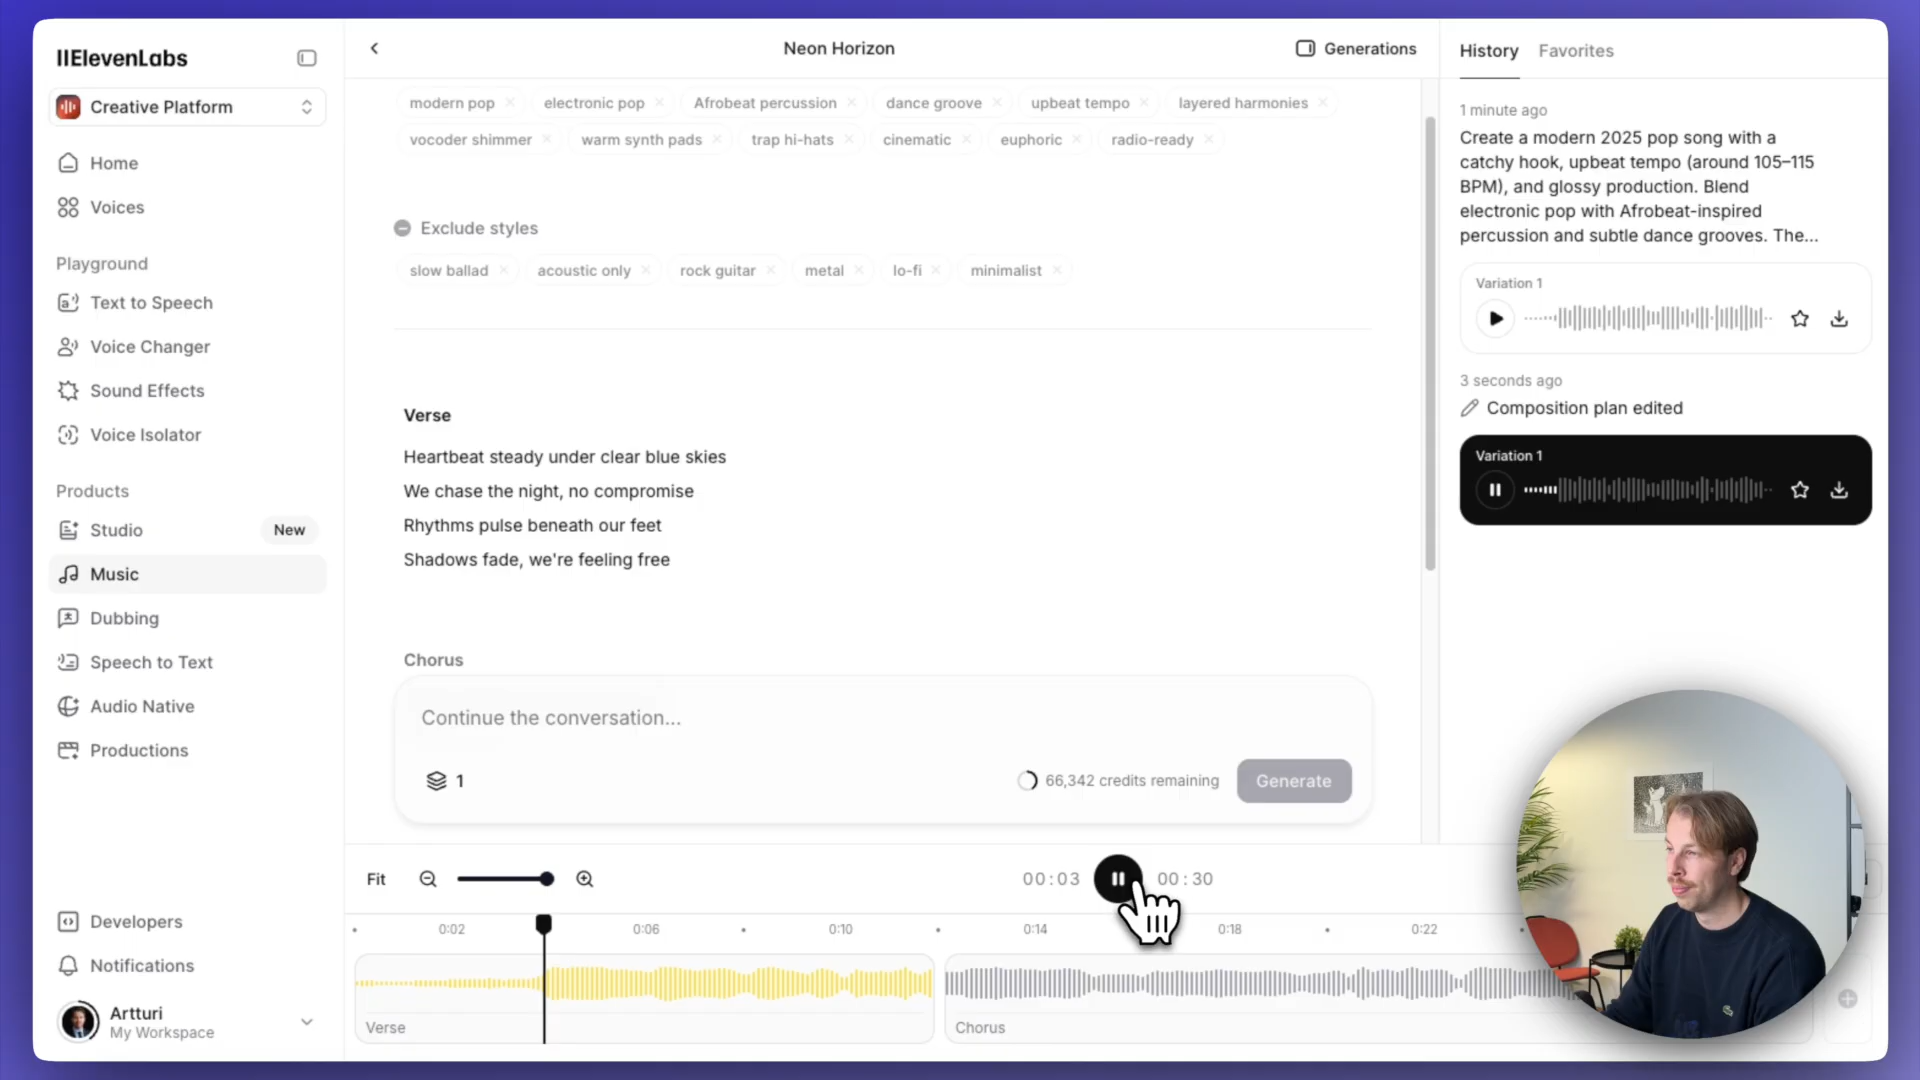 IIElevenLabs
Creative Platform
Home
Voices
Playground
Text to Speech
Voice Changer
Sound Effects
Voice Isolator
Products
Studio New
Music
Dubbing
Speech to Text
Audio Native
Productions
Developers
Notifications
Artturi
My Workspace
Neon Horizon
Generations
modern pop electronic pop Afrobeat percussion dance groove upbeat tempo layered harmonies
vocoder shimmer warm synth pads trap hi-hats cinematic euphoric radio-ready
Exclude styles
slow ballad acoustic only rock guitar metal lo-fi minimalist
Verse
Heartbeat steady under clear blue skies
We chase the night, no compromise
Rhythms pulse beneath our feet
Shadows fade, we're feeling free
Chorus
Continue the conversation...
1 66,342 credits remaining Generate
Fit 00:03 00:30
0:02 0:06 0:10 0:14 0:18 0:22
Verse Chorus
History Favorites
1 minute ago
Create a modern 2025 pop song with a
catchy hook, upbeat tempo (around 105–115
BPM), and glossy production. Blend
electronic pop with Afrobeat-inspired
percussion and subtle dance grooves. The...
Variation 1
3 seconds ago
Composition plan edited
Variation 1